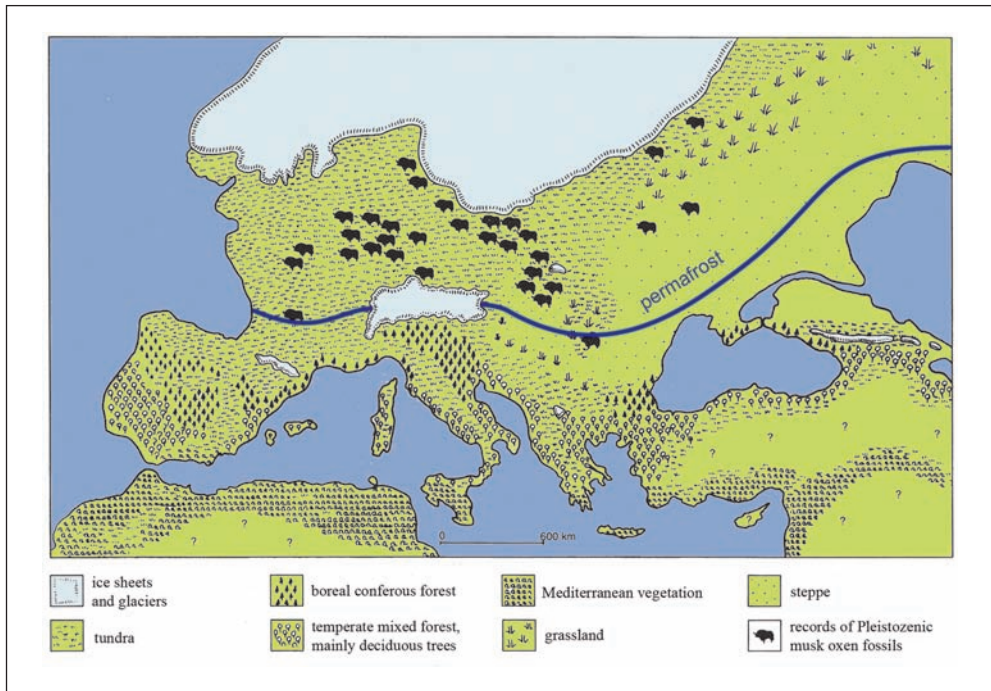 permafrost
?
?
?
?
?
?
?
?
?
0 600 km
ice sheets
and glaciers
boreal conferous forest
Mediterranean vegetation
steppe
tundra
temperate mixed forest,
mainly deciduous trees
grassland
records of Pleistozenic
musk oxen fossils